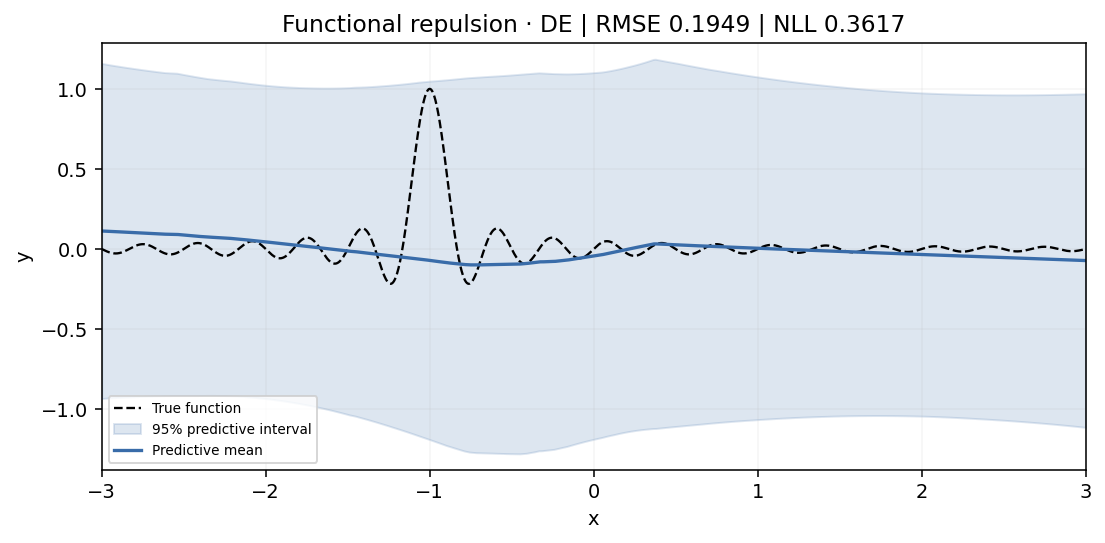 Functional repulsion · DE | RMSE 0.1949 | NLL 0.3617
y
1.0
0.5
0.0
−0.5
−1.0
True function
95% predictive interval
Predictive mean
−3
−2
−1
0
1
2
3
x